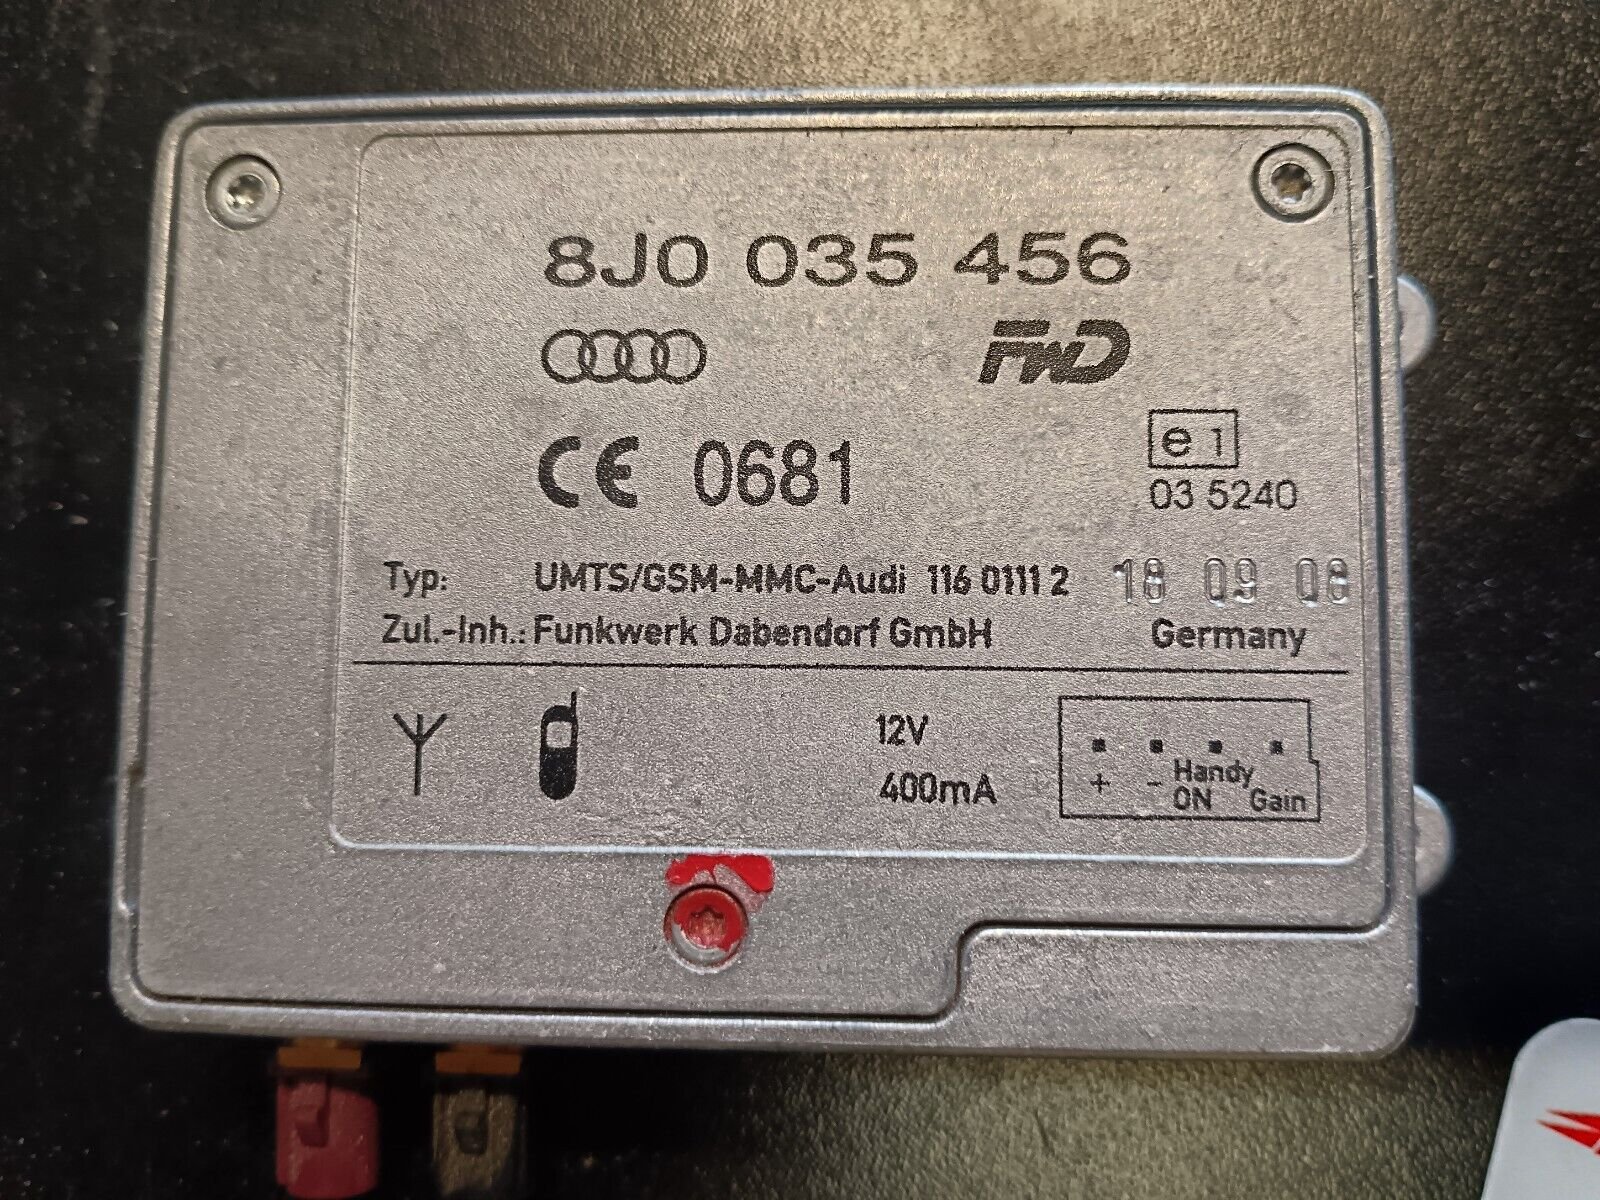 8J0 035 456
FWD
CE 0681
e 1
03 5240
Typ: UMTS/GSM-MMC-Audi 116 0111 2 18 09 08
Zul.-Inh.: Funkwerk Dabendorf GmbH Germany
12V
400mA
+ - Handy ON Gain